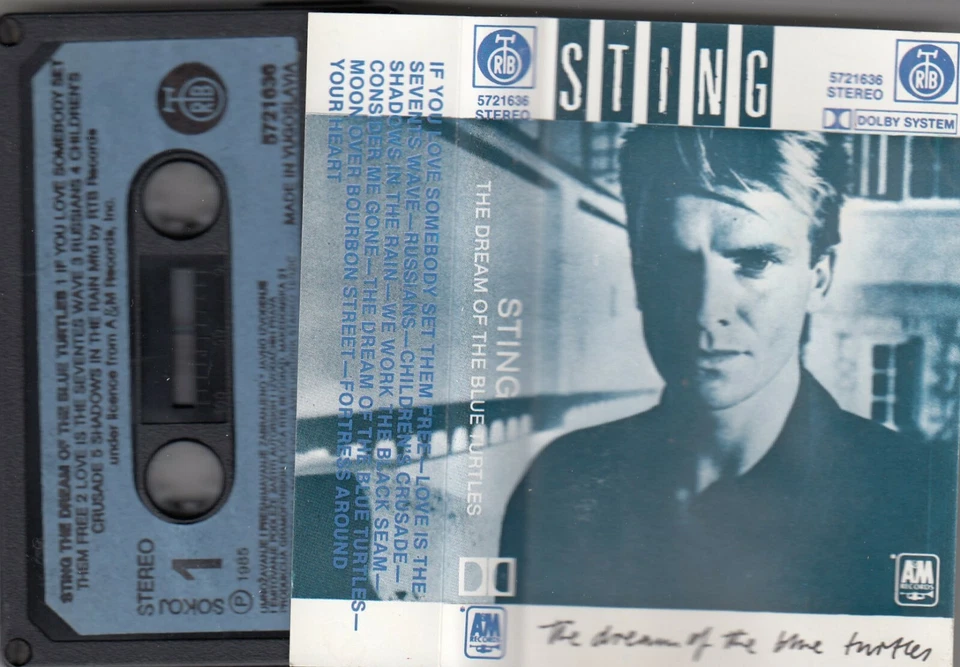 STING THE DREAM OF THE BLUE TURTLES 1 IF YOU LOVE SOMEBODY SET
THEM FREE 2 LOVE IS THE SEVENTIES WAVE 3 RUSSIANS 4 CHILDREN'S
CRUSADE 5 SHADOWS IN THE RAIN Mfd by RTB Records
under licence from A&M Records, Inc.
RTB
5721636
MADE IN YUGOSLAVIA
STEREO
1
SOKOJ
℗ 1985
IF YOU LOVE SOMEBODY SET THEM FREE—LOVE IS THE
SEVENTS WAVE—RUSSIANS—CHILDREN'S CRUSADE—
SHADOWS IN THE RAIN—WE WORK THE BLACK SEAM—
CONSIDER ME GONE—THE DREAM OF THE BLUE TURTLES—
MOON OVER BOURBON STREET—FORTRESS AROUND
YOUR HEART
RTB
5721636
STEREO
STING
THE DREAM OF THE BLUE TURTLES
A&M
RECORDS
STING
5721636
STEREO
RTB
DOLBY SYSTEM
A&M
RECORDS
the dream of the blue turtles